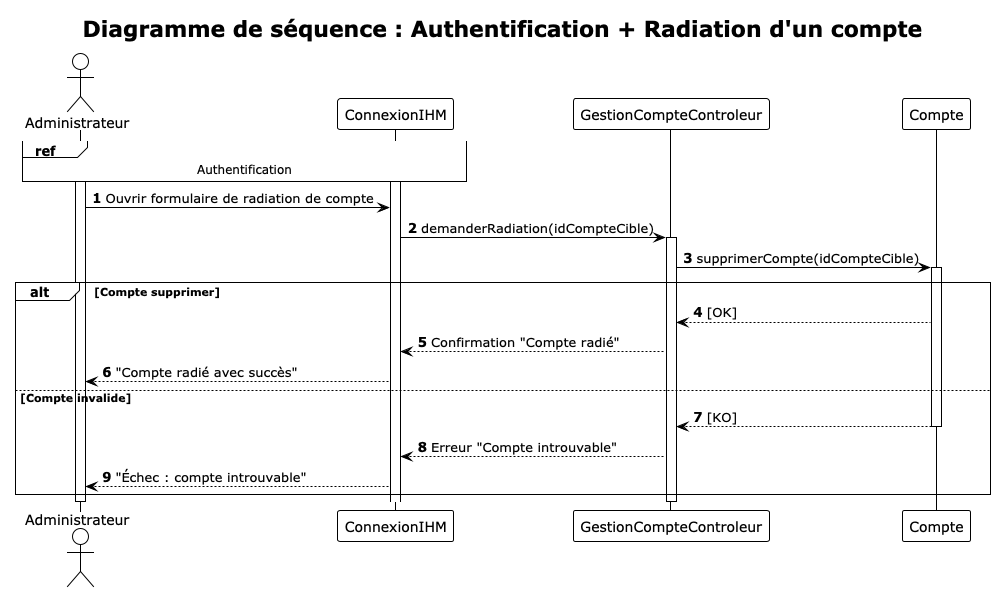 Diagramme de séquence : Authentification + Radiation d'un compte
Administrateur
ConnexionIHM
GestionCompteControleur
Compte
ref
Authentification
1 Ouvrir formulaire de radiation de compte
2 demanderRadiation(idCompteCible)
3 supprimerCompte(idCompteCible)
alt
[Compte supprimer]
4 [OK]
5 Confirmation "Compte radié"
6 "Compte radié avec succès"
[Compte invalide]
7 [KO]
8 Erreur "Compte introuvable"
9 "Échec : compte introuvable"
Administrateur
ConnexionIHM
GestionCompteControleur
Compte